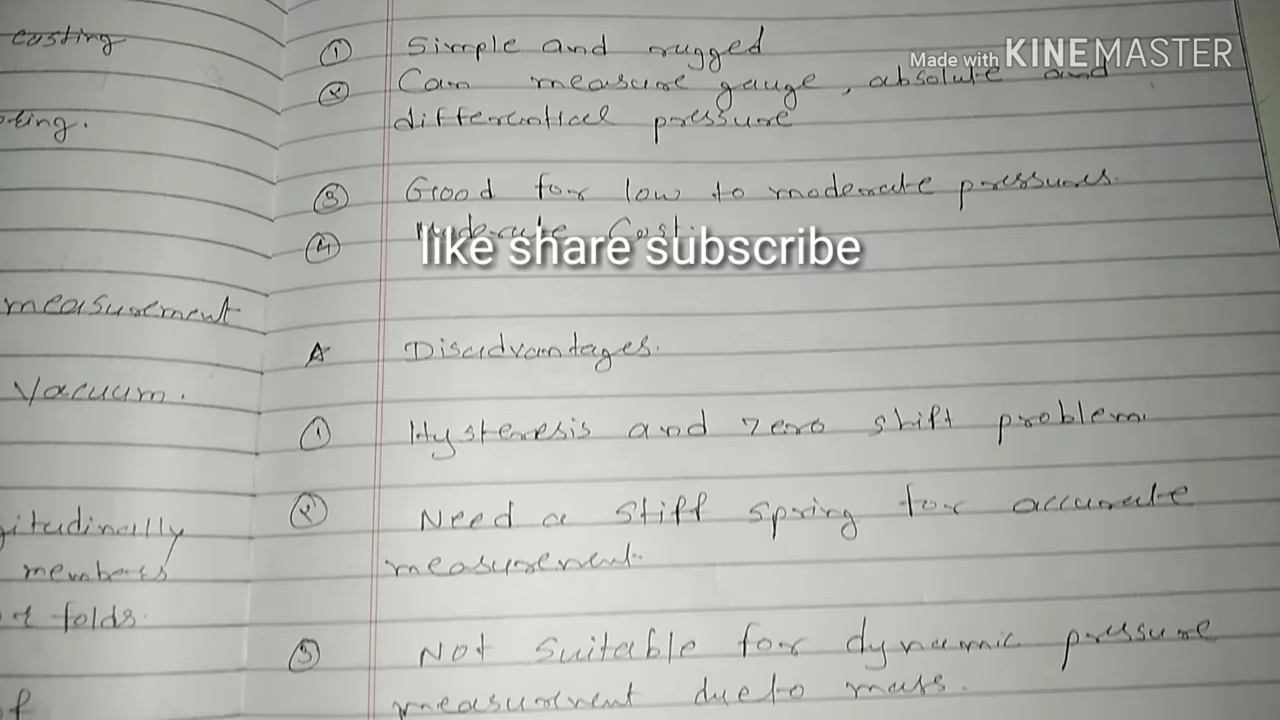 costing
oting.
measurement
Vacuum.
gitudinally
members
folds.
of
① Simple and rugged
Made with KINEMASTER
② Can measure gauge, absolute and
differential pressure
③ Good for low to moderate pressures.
④ Moderate Cost
like share subscribe
A Disadvantages.
① Hysteresis and zero shift problem.
② Need a stiff spring for accurate
measurement.
③ Not suitable for dynamic pressure
measurement due to mass.